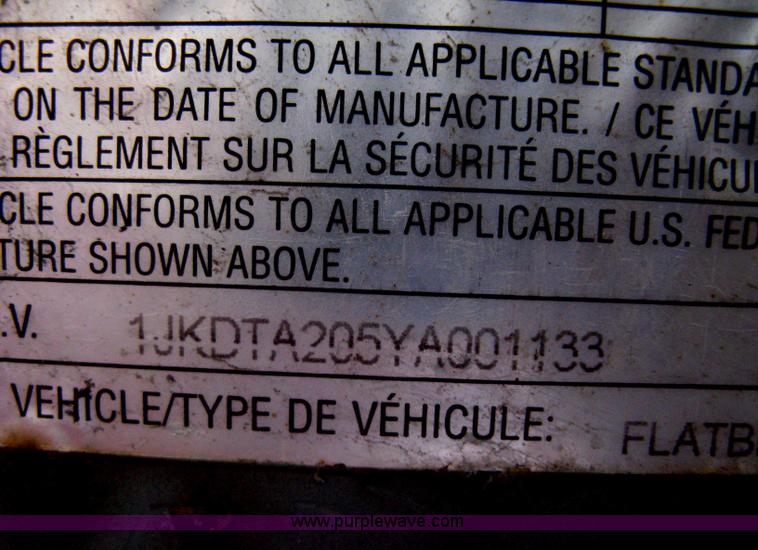 CLE CONFORMS TO ALL APPLICABLE STANDA
ON THE DATE OF MANUFACTURE. / CE VÉH
RÈGLEMENT SUR LA SÉCURITÉ DES VÉHICUL
CLE CONFORMS TO ALL APPLICABLE U.S. FED
TURE SHOWN ABOVE.
.V. 1JKDTA205YA001133
VEHICLE/TYPE DE VÉHICULE: FLATB
www.purplewave.com